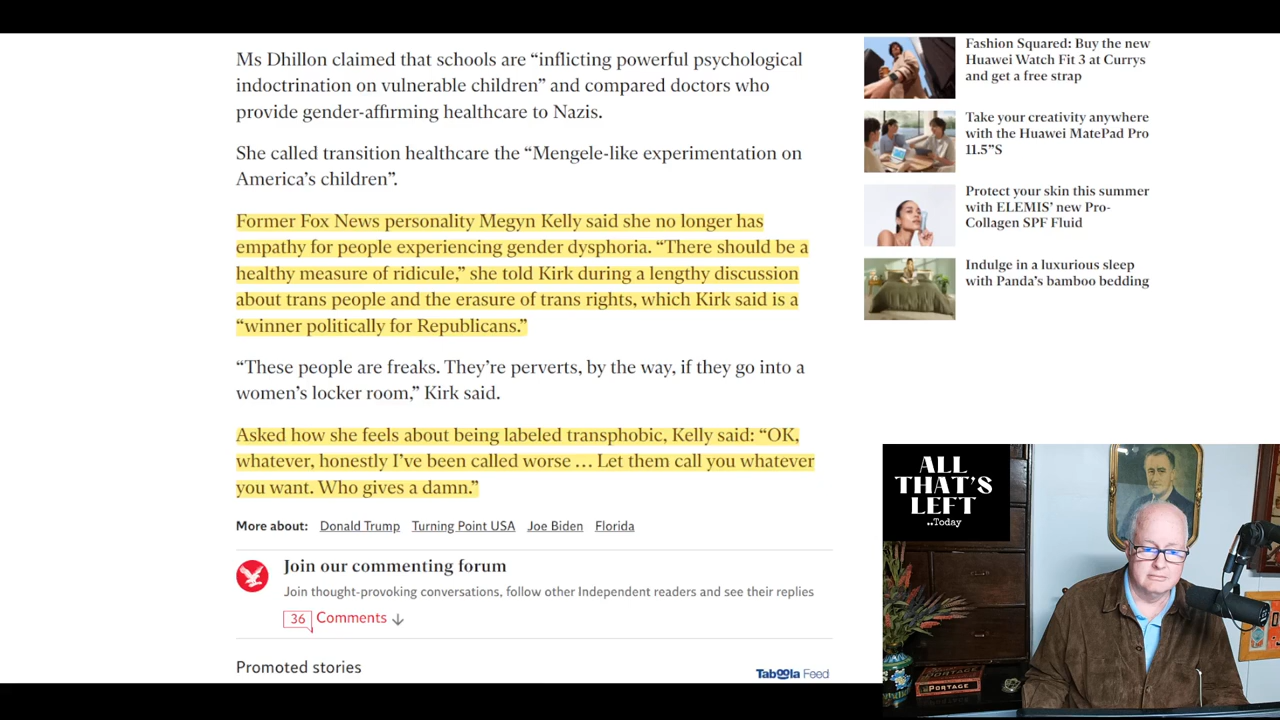 Ms Dhillon claimed that schools are “inflicting powerful psychological
indoctrination on vulnerable children” and compared doctors who
provide gender-affirming healthcare to Nazis.
She called transition healthcare the “Mengele-like experimentation on
America’s children”.
Former Fox News personality Megyn Kelly said she no longer has
empathy for people experiencing gender dysphoria. “There should be a
healthy measure of ridicule,” she told Kirk during a lengthy discussion
about trans people and the erasure of trans rights, which Kirk said is a
“winner politically for Republicans.”
“These people are freaks. They’re perverts, by the way, if they go into a
women’s locker room,” Kirk said.
Asked how she feels about being labeled transphobic, Kelly said: “OK,
whatever, honestly I’ve been called worse … Let them call you whatever
you want. Who gives a damn.”
More about: Donald Trump Turning Point USA Joe Biden Florida
Join our commenting forum
Join thought-provoking conversations, follow other Independent readers and see their replies
36 Comments
Promoted stories
Taboola Feed
Fashion Squared: Buy the new
Huawei Watch Fit 3 at Currys
and get a free strap
Take your creativity anywhere
with the Huawei MatePad Pro
11.5”S
Protect your skin this summer
with ELEMIS’ new Pro-
Collagen SPF Fluid
Indulge in a luxurious sleep
with Panda’s bamboo bedding
ALL
THAT’S
LEFT
..Today
PORTAGE